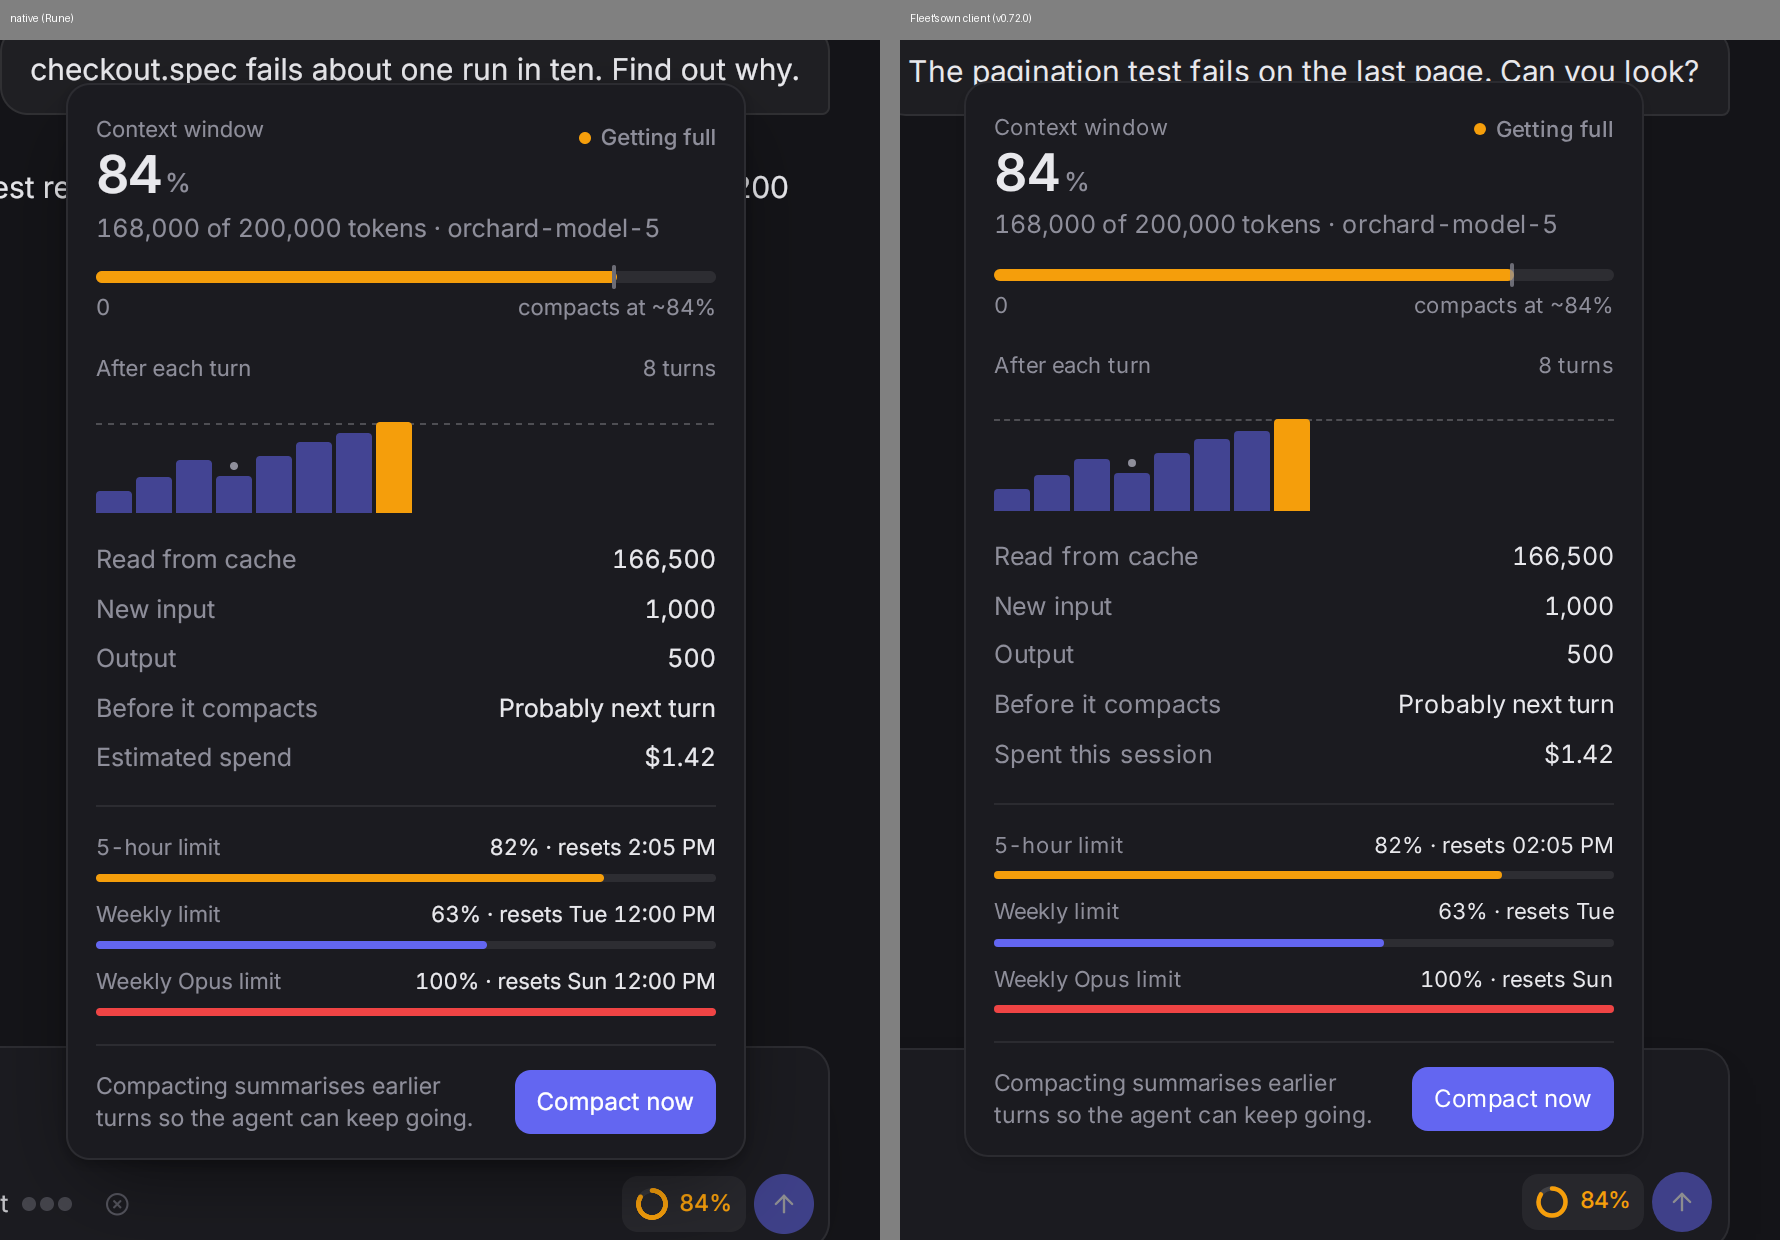 native (Rune)
checkout.spec fails about one run in ten. Find out why.
est re
200
Context window
Getting full
84%
168,000 of 200,000 tokens · orchard-model-5
0
compacts at ~84%
After each turn
8 turns
Read from cache
166,500
New input
1,000
Output
500
Before it compacts
Probably next turn
Estimated spend
$1.42
5-hour limit
82% · resets 2:05 PM
Weekly limit
63% · resets Tue 12:00 PM
Weekly Opus limit
100% · resets Sun 12:00 PM
Compacting summarises earlier
turns so the agent can keep going.
Compact now
t
84%
Fleet's own client (v0.72.0)
The pagination test fails on the last page. Can you look?
Context window
Getting full
84%
168,000 of 200,000 tokens · orchard-model-5
0
compacts at ~84%
After each turn
8 turns
Read from cache
166,500
New input
1,000
Output
500
Before it compacts
Probably next turn
Spent this session
$1.42
5-hour limit
82% · resets 02:05 PM
Weekly limit
63% · resets Tue
Weekly Opus limit
100% · resets Sun
Compacting summarises earlier
turns so the agent can keep going.
Compact now
84%